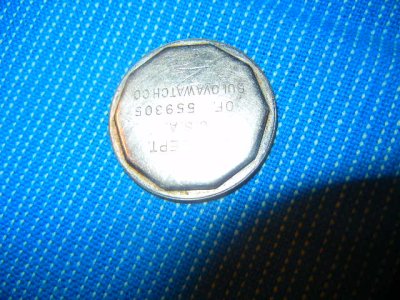 EPT.
U.S.A.
OF. 559305
BULOVA WATCH CO